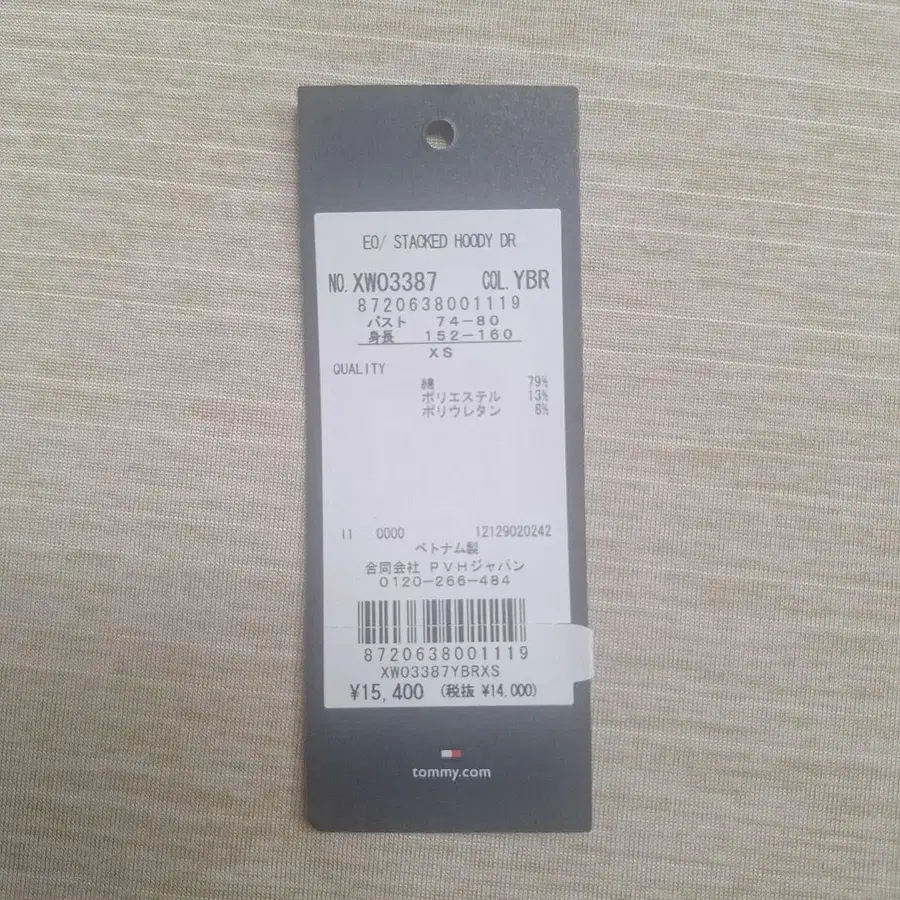 EO/ STACKED HOODY DR
NO.XW03387 COL.YBR
8720638001119
バスト 74-80
身長 152-160
XS
QUALITY
綿 79%
ポリエステル 13%
ポリウレタン 8%
11 0000 12129020242
ベトナム製
合同会社 PVHジャパン
0120-266-484
8720638001119
XW03387YBRXS
¥15,400 (税抜 ¥14,000)
tommy.com